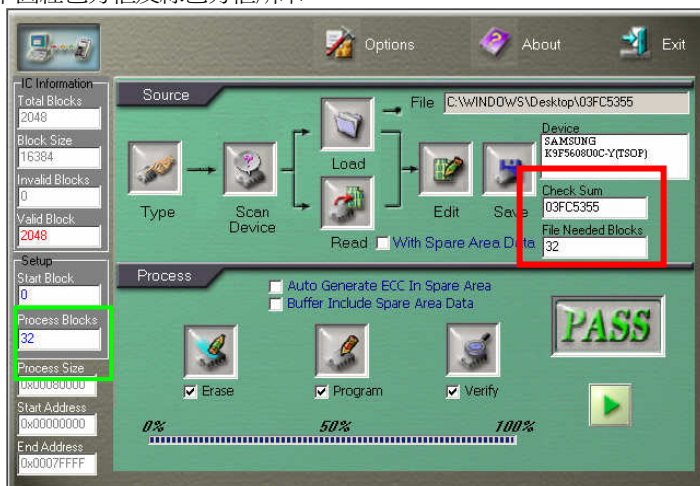 Options
About
Exit
IC Information
Total Blocks
2048
Block Size
16384
Invalid Blocks
0
Valid Block
2048
Setup
Start Block
0
Process Blocks
32
Process Size
0x00080000
Start Address
0x00000000
End Address
0x0007FFFF
Source
File C:\WINDOWS\Desktop\03FC5355
Type
Scan
Device
Load
Read
With Spare Area Data
Edit
Save
Device
SAMSUNG
K9F5608U0C-Y(TSOP)
Check Sum
03FC5355
File Needed Blocks
32
Process
Auto Generate ECC In Spare Area
Buffer Include Spare Area Data
Erase
Program
Verify
PASS
0% 50% 100%